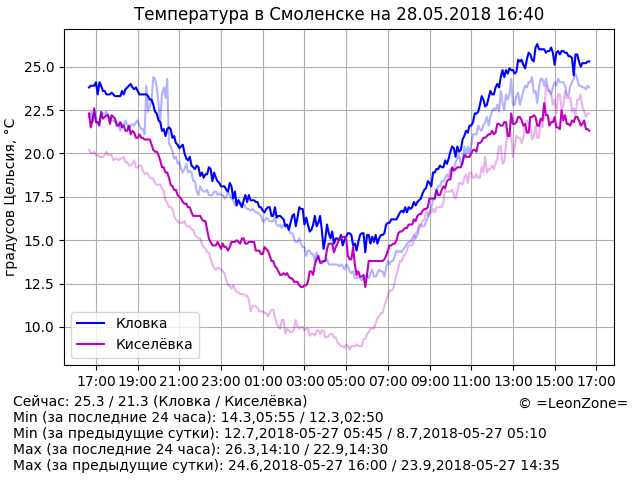 Температура в Смоленске на 28.05.2018 16:40
градусов Цельсия, °C
25.0
22.5
20.0
17.5
15.0
12.5
10.0
Кловка
Киселёвка
17:00 19:00 21:00 23:00 01:00 03:00 05:00 07:00 09:00 11:00 13:00 15:00 17:00
Сейчас: 25.3 / 21.3 (Кловка / Киселёвка)
© =LeonZone=
Min (за последние 24 часа): 14.3,05:55 / 12.3,02:50
Min (за предыдущие сутки): 12.7,2018-05-27 05:45 / 8.7,2018-05-27 05:10
Max (за последние 24 часа): 26.3,14:10 / 22.9,14:30
Max (за предыдущие сутки): 24.6,2018-05-27 16:00 / 23.9,2018-05-27 14:35